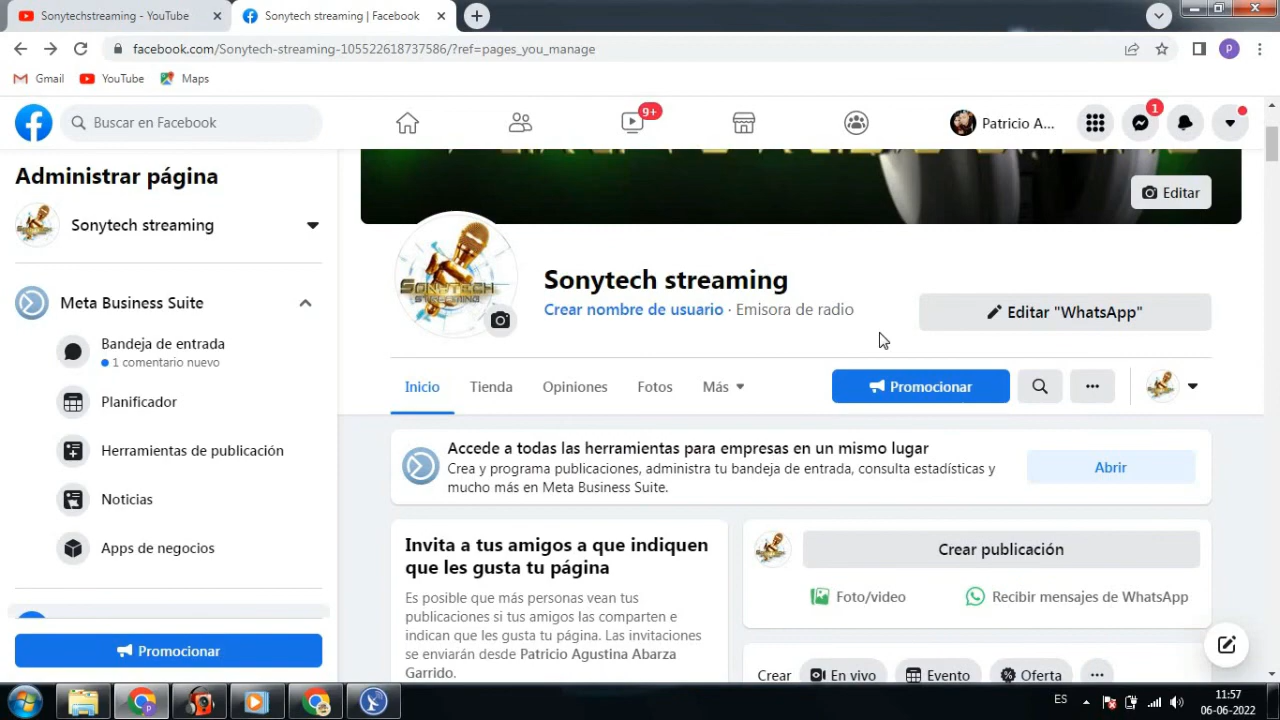 Sonytechstreaming - YouTube
Sonytech streaming | Facebook
facebook.com/Sonytech-streaming-105522618737586/?ref=pages_you_manage
P
Gmail
YouTube
Maps
Buscar en Facebook
9+
Patricio A...
1
Administrar página
Sonytech streaming
Meta Business Suite
Bandeja de entrada
1 comentario nuevo
Planificador
Herramientas de publicación
Noticias
Apps de negocios
Promocionar
Editar
SONYTECH
STREAMING
Sonytech streaming
Crear nombre de usuario · Emisora de radio
Editar "WhatsApp"
Inicio
Tienda
Opiniones
Fotos
Más
Promocionar
Accede a todas las herramientas para empresas en un mismo lugar
Crea y programa publicaciones, administra tu bandeja de entrada, consulta estadísticas y
mucho más en Meta Business Suite.
Abrir
Invita a tus amigos a que indiquen
que les gusta tu página
Es posible que más personas vean tus
publicaciones si tus amigos las comparten e
indican que les gusta tu página. Las invitaciones
se enviarán desde Patricio Agustina Abarza
Garrido.
Crear publicación
Foto/video
Recibir mensajes de WhatsApp
Crear
En vivo
Evento
Oferta
ES
11:57
06-06-2022